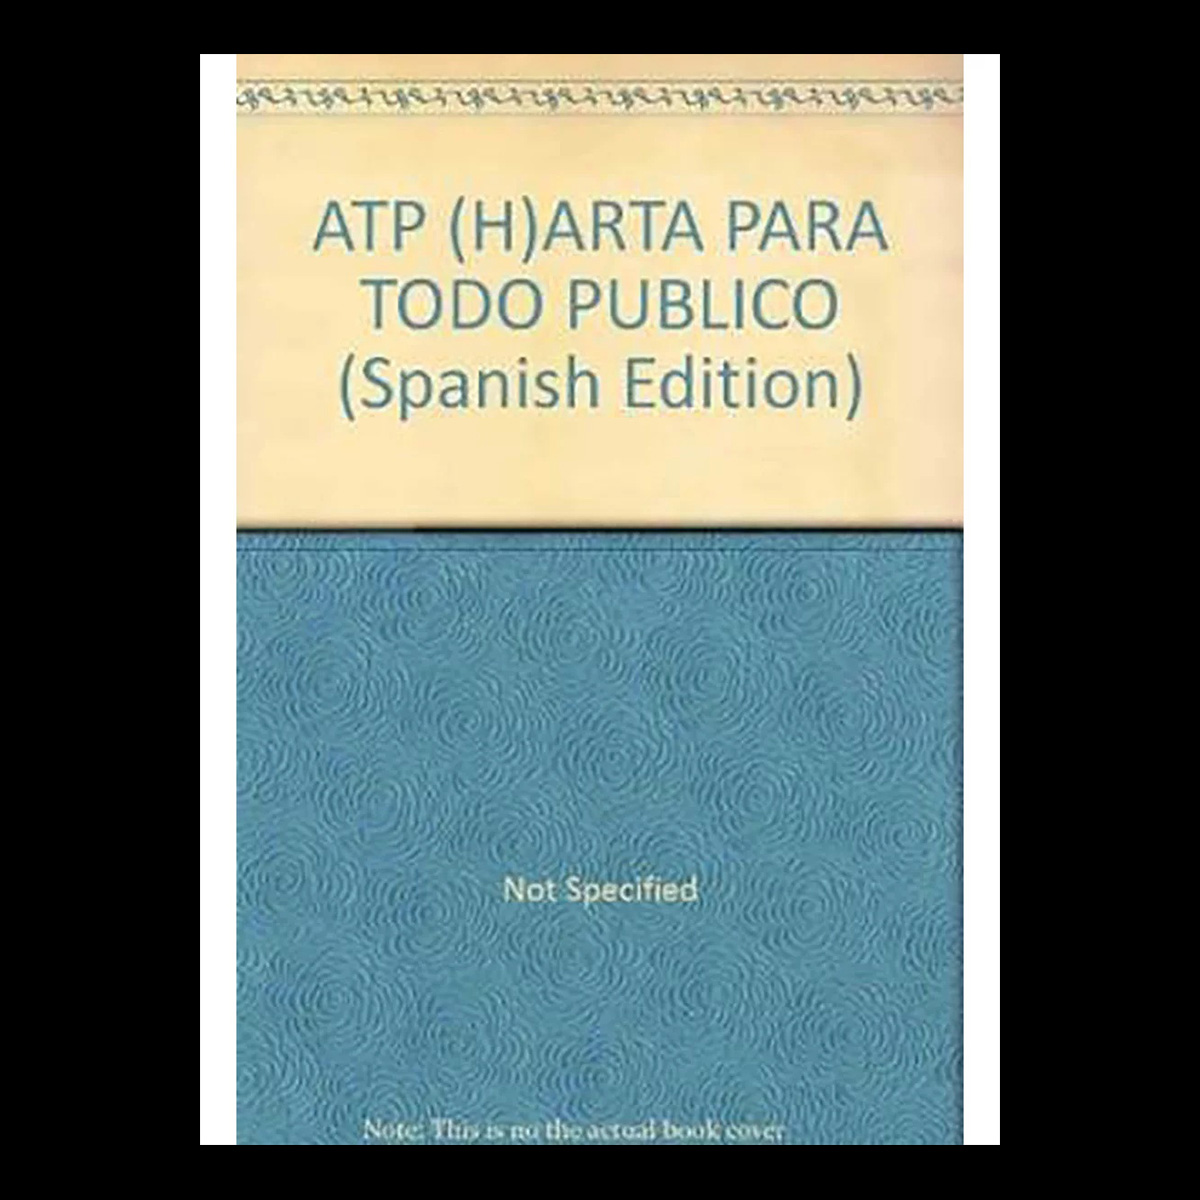 ATP (H)ARTA PARA
TODO PUBLICO
(Spanish Edition)
Not Specified
Note: This is no the actual book cover